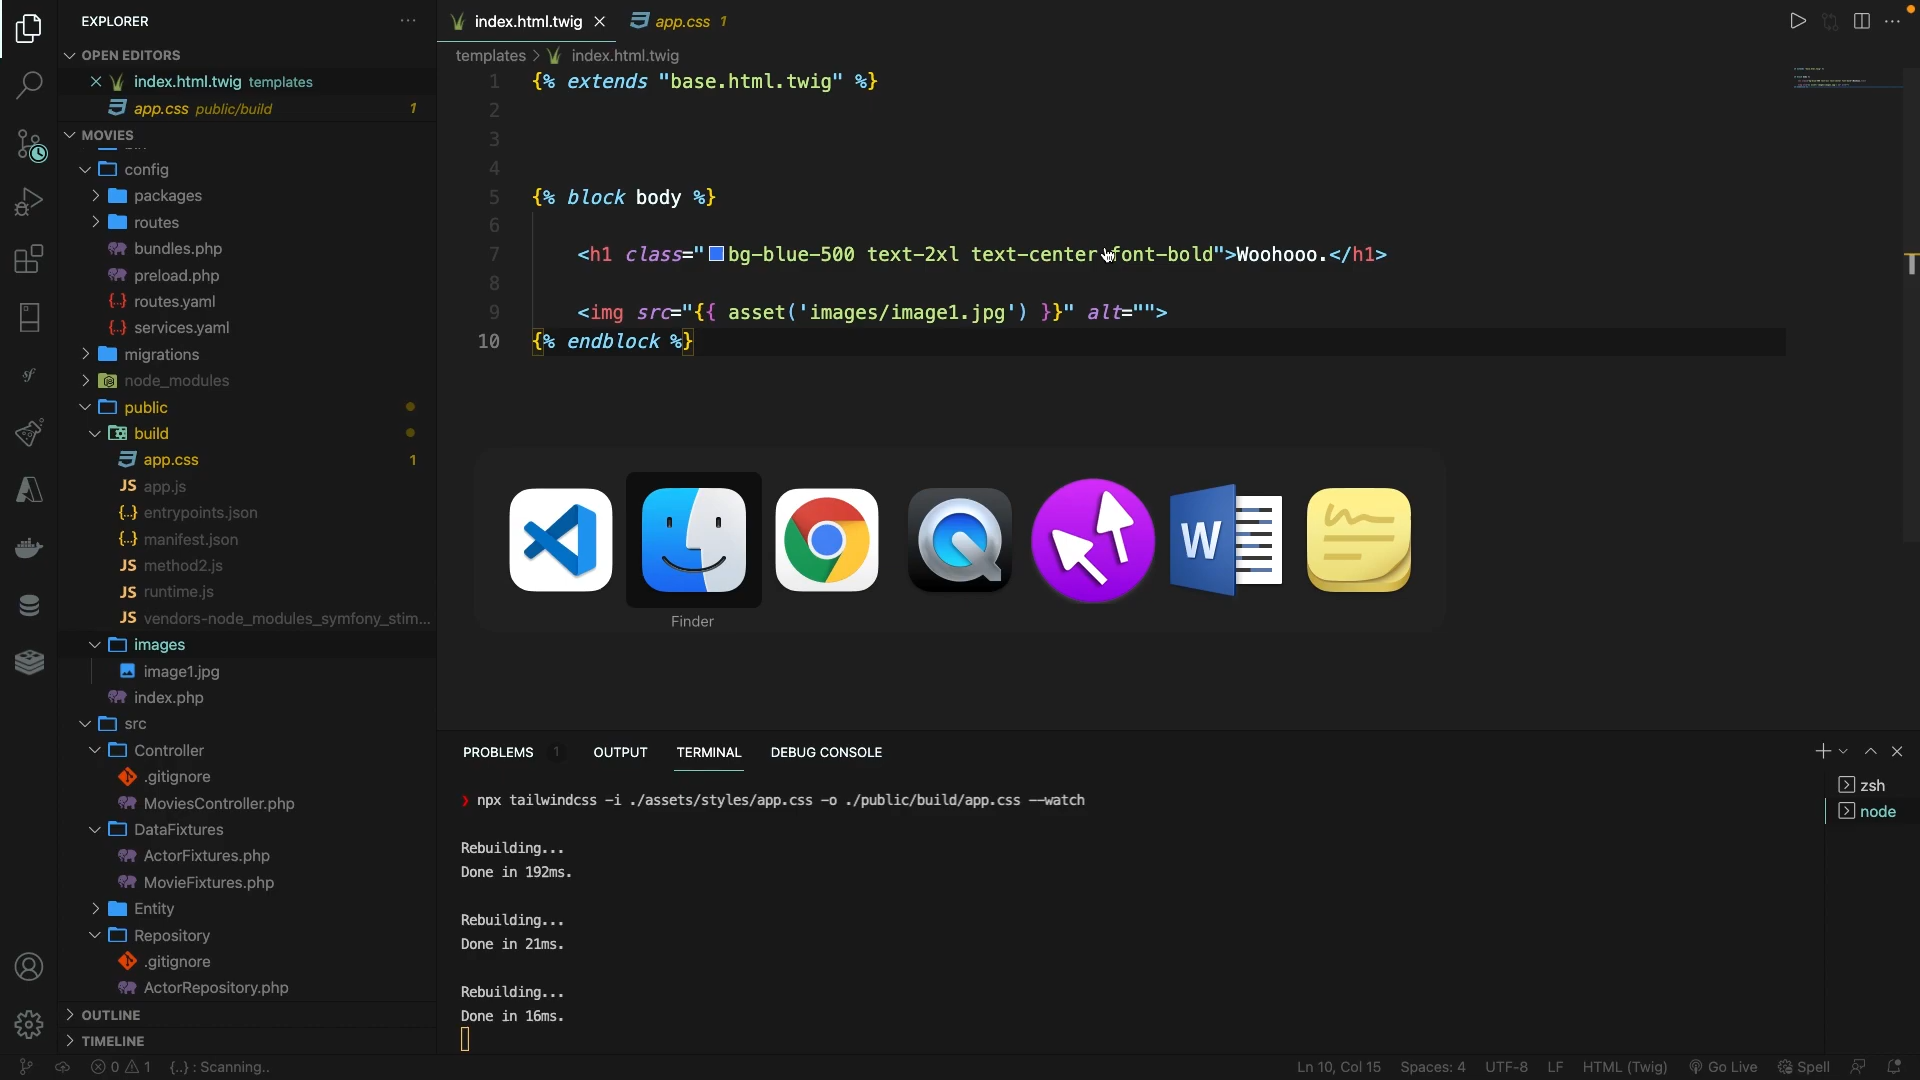 EXPLORER
OPEN EDITORS
index.html.twig templates
app.css public/build 1
MOVIES
config
packages
routes
bundles.php
preload.php
routes.yaml
services.yaml
migrations
node_modules
public
build
app.css 1
JS app.js
{..} entrypoints.json
{..} manifest.json
JS method2.js
JS runtime.js
JS vendors-node_modules_symfony_stim...
images
image1.jpg
index.php
src
Controller
.gitignore
MoviesController.php
DataFixtures
ActorFixtures.php
MovieFixtures.php
Entity
Repository
.gitignore
ActorRepository.php
OUTLINE
TIMELINE
index.html.twig
app.css 1
templates > index.html.twig
1 {% extends "base.html.twig" %}
2
3
4
5 {% block body %}
6
7 <h1 class="bg-blue-500 text-2xl text-center font-bold">Woohooo.</h1>
8
9 <img src="{{ asset('images/image1.jpg') }}" alt="">
10 {% endblock %}
W
Finder
PROBLEMS 1 OUTPUT TERMINAL DEBUG CONSOLE
❯ npx tailwindcss -i ./assets/styles/app.css -o ./public/build/app.css --watch
Rebuilding...
Done in 192ms.
Rebuilding...
Done in 21ms.
Rebuilding...
Done in 16ms.
zsh
node
0 1 {..} : Scanning..
Ln 10, Col 15 Spaces: 4 UTF-8 LF HTML (Twig) Go Live Spell